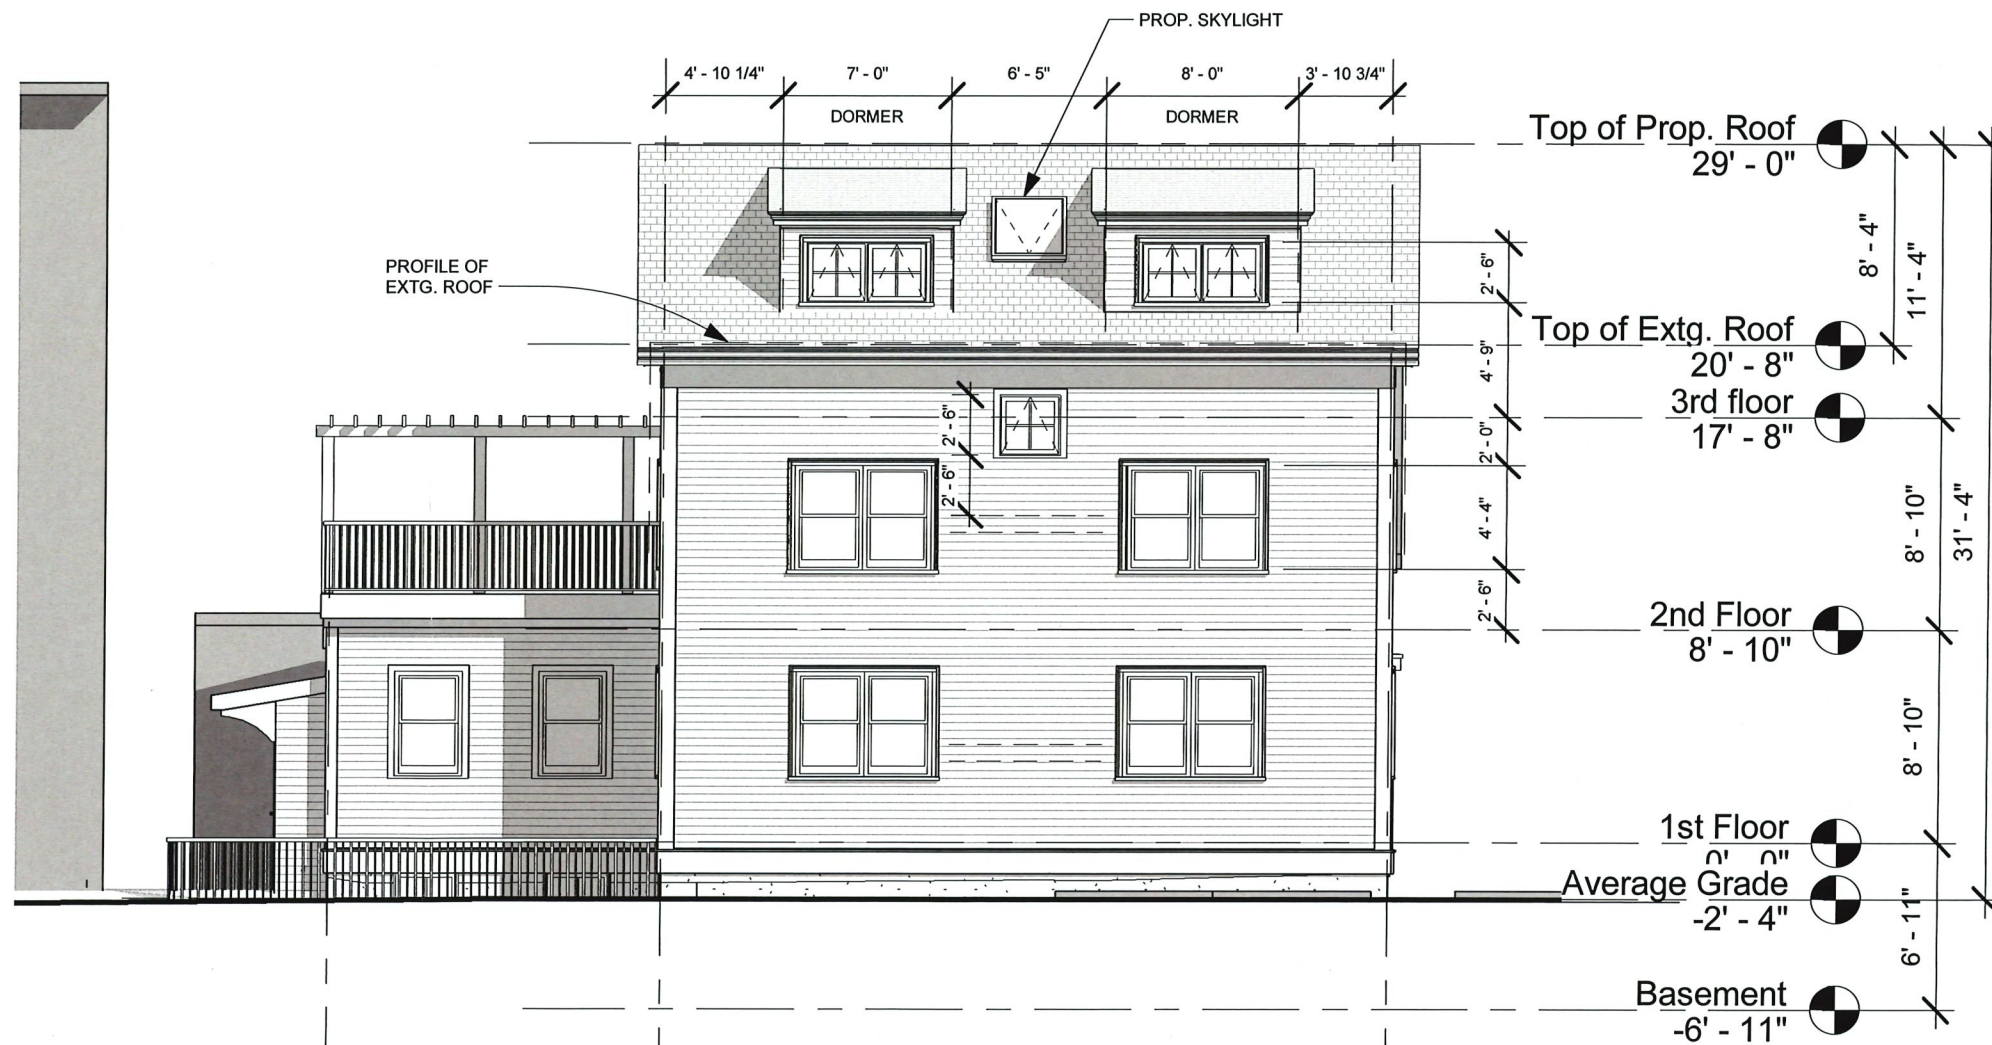 PROP. SKYLIGHT
4' - 10 1/4"
7' - 0"
6' - 5"
8' - 0"
3' - 10 3/4"
DORMER
DORMER
Top of Prop. Roof
29' - 0"
8' - 4"
11' - 4"
PROFILE OF
EXTG. ROOF
2' - 6"
Top of Extg. Roof
20' - 8"
4' - 9"
3rd floor
17' - 8"
2' - 6"
2' - 0"
2' - 6"
4' - 4"
8' - 10"
31' - 4"
2' - 6"
2nd Floor
8' - 10"
8' - 10"
1st Floor
0' 0"
Average Grade
-2' - 4"
6' - 11"
Basement
-6' - 11"